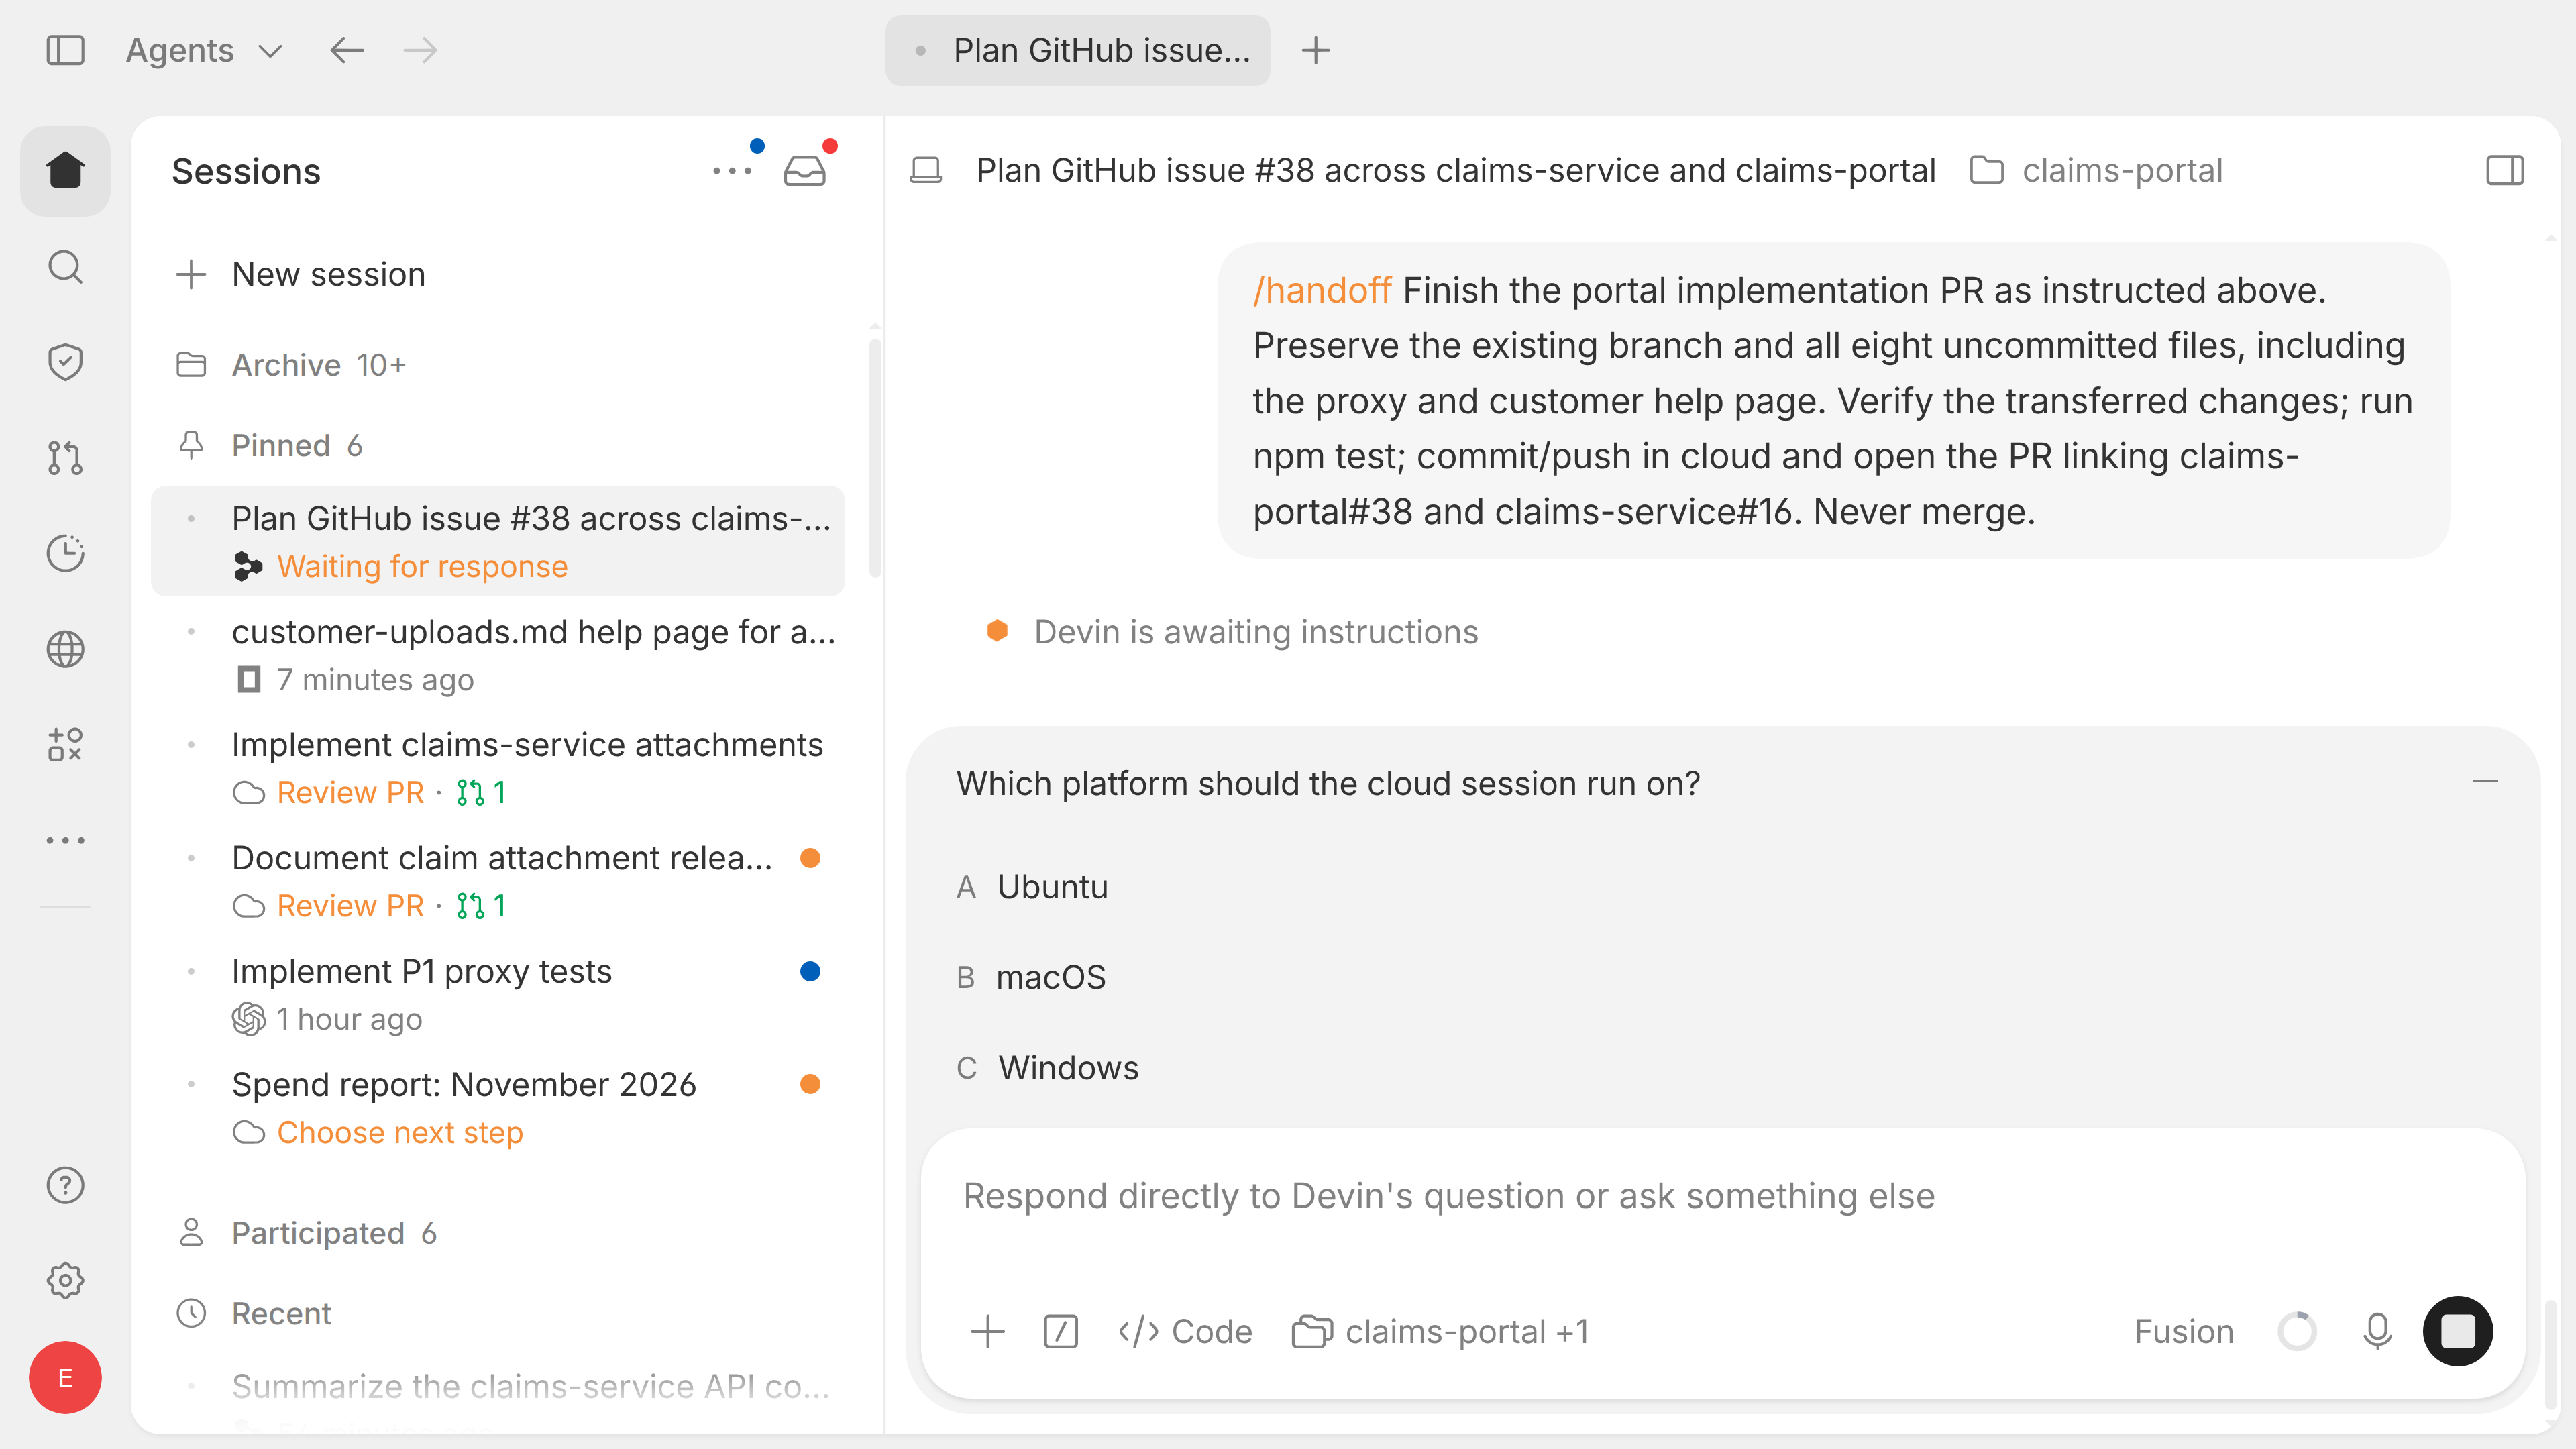 Agents
Plan GitHub issue...
Sessions
New session
Archive 10+
Pinned 6
Plan GitHub issue #38 across claims-...
Waiting for response
customer-uploads.md help page for a...
7 minutes ago
Implement claims-service attachments
Review PR · 1
Document claim attachment relea...
Review PR · 1
Implement P1 proxy tests
1 hour ago
Spend report: November 2026
Choose next step
Participated 6
Recent
Summarize the claims-service API co...
E
Plan GitHub issue #38 across claims-service and claims-portal claims-portal
/handoff Finish the portal implementation PR as instructed above.
Preserve the existing branch and all eight uncommitted files, including
the proxy and customer help page. Verify the transferred changes; run
npm test; commit/push in cloud and open the PR linking claims-
portal#38 and claims-service#16. Never merge.
Devin is awaiting instructions
Which platform should the cloud session run on?
A Ubuntu
B macOS
C Windows
Respond directly to Devin's question or ask something else
Code claims-portal +1 Fusion